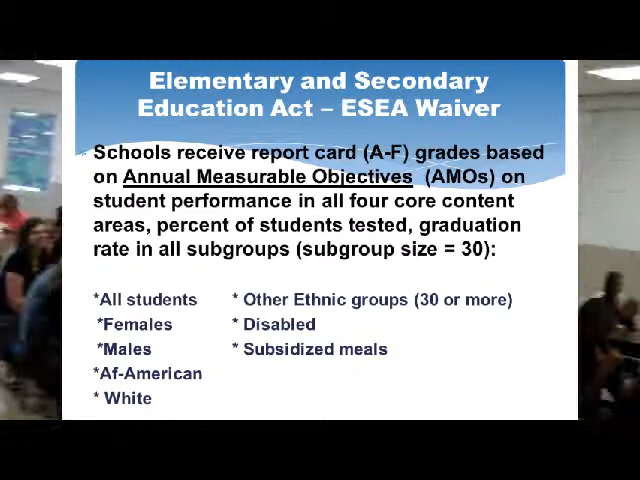 Elementary and Secondary
Education Act – ESEA Waiver
Schools receive report card (A-F) grades based
on Annual Measurable Objectives (AMOs) on
student performance in all four core content
areas, percent of students tested, graduation
rate in all subgroups (subgroup size = 30):
*All students
*Females
*Males
*Af-American
* White
* Other Ethnic groups (30 or more)
* Disabled
* Subsidized meals